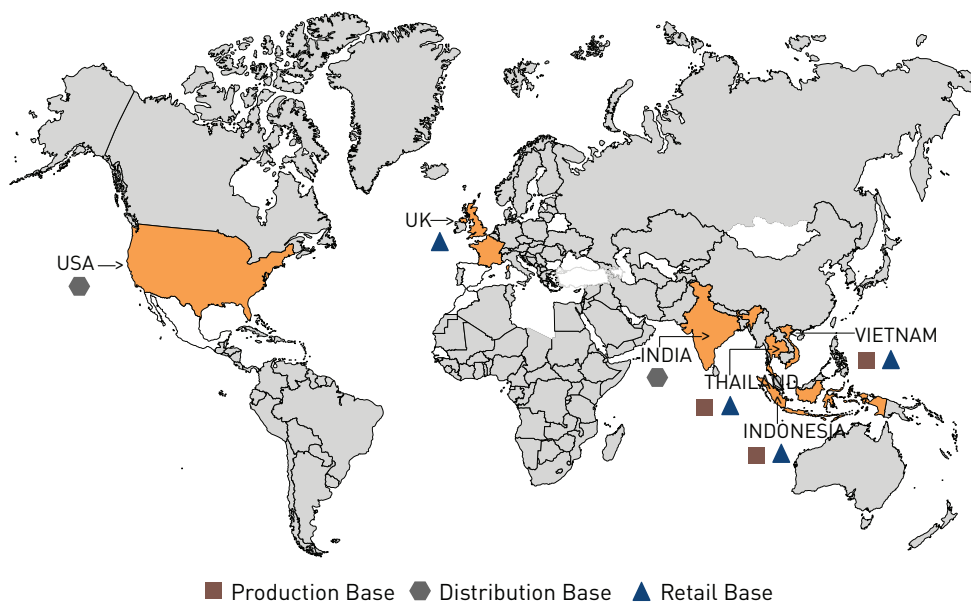 UK
USA
VIETNAM
INDIA
THAILAND
INDONESIA
Production Base Distribution Base Retail Base